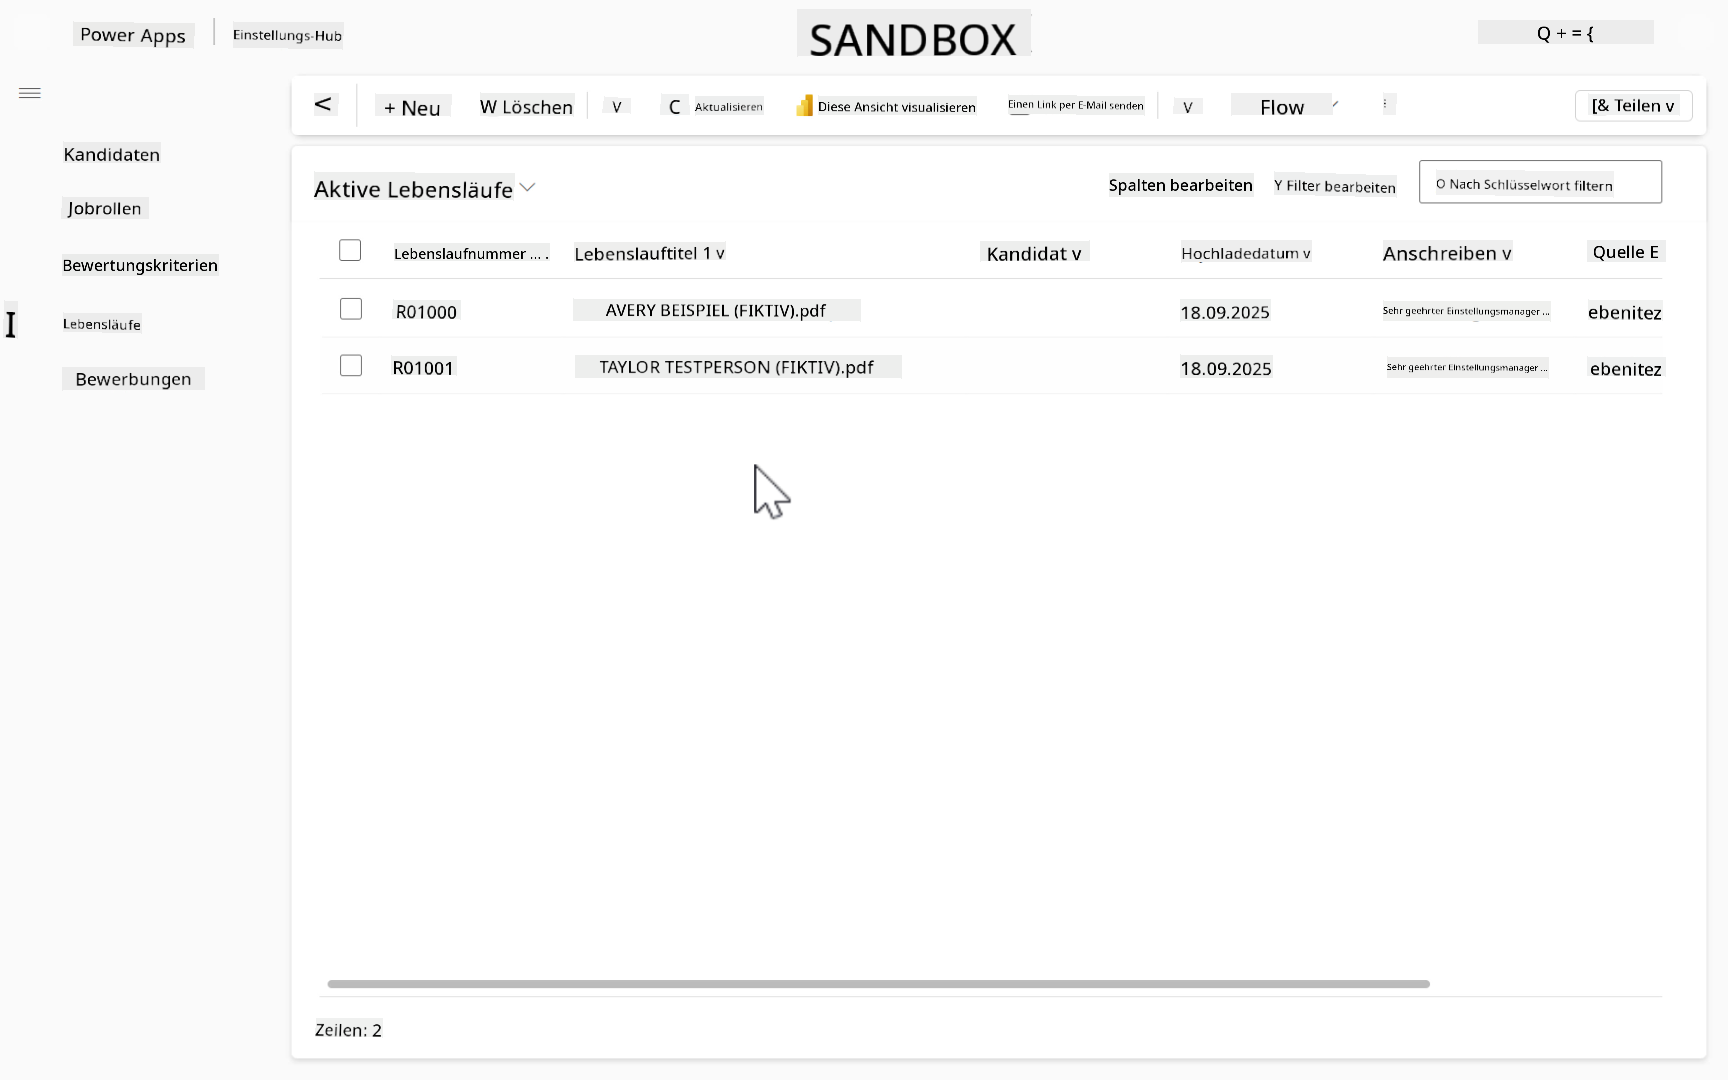 Power Apps | Einstellungs-Hub
SANDBOX
Q + = {
< + Neu W Löschen v C Aktualisieren Diese Ansicht visualisieren Einen Link per E-Mail senden v Flow [& Teilen v
Kandidaten
Jobrollen
Bewertungskriterien
I Lebensläufe
Bewerbungen
Aktive Lebensläufe
Spalten bearbeiten Y Filter bearbeiten O Nach Schlüsselwort filtern
Lebenslaufnummer ... . Lebenslauftitel 1 v Kandidat v Hochladedatum v Anschreiben v Quelle E
R01000 AVERY BEISPIEL (FIKTIV).pdf 18.09.2025 Sehr geehrter Einstellungsmanager ... ebenitez
R01001 TAYLOR TESTPERSON (FIKTIV).pdf 18.09.2025 Sehr geehrter Einstellungsmanager ... ebenitez
Zeilen: 2